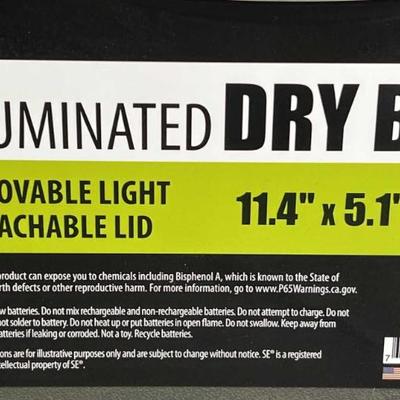 UMINATED DRY B
OVABLE LIGHT
ACHABLE LID
11.4" x 5.1"
product can expose you to chemicals including Bisphenol A, which is known to the State of
rth defects or other reproductive harm. For more information, go to www.P65Warnings.ca.gov.
w batteries. Do not mix rechargeable and non-rechargeable batteries. Do not attempt to charge. Do not
not solder to battery. Do not heat up or put batteries in open flame. Do not swallow. Keep away from
atteries if leaking or corroded. Not a toy. Recycle batteries.
ions are for illustrative purposes only and are subject to change without notice. SE® is a registered
ntellectual property of SE®.
7